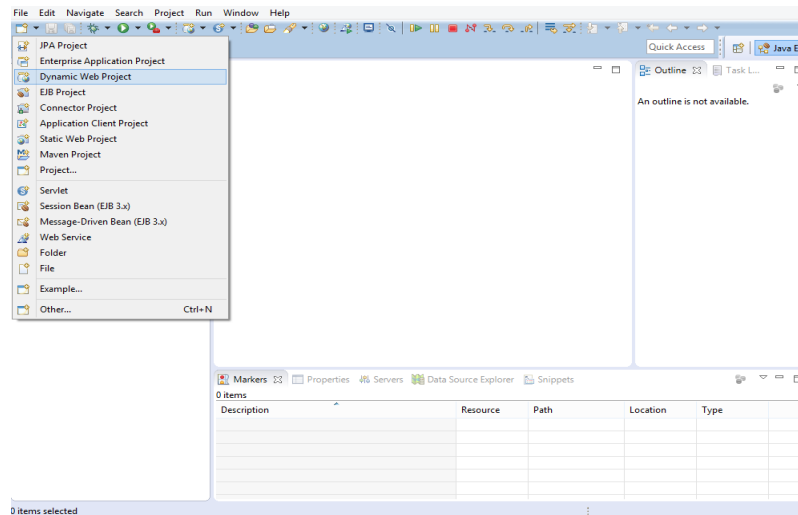 File Edit Navigate Search Project Run Window Help
Quick Access
Java E
JPA Project
Enterprise Application Project
Dynamic Web Project
EJB Project
Connector Project
Application Client Project
Static Web Project
Maven Project
Project...
Servlet
Session Bean (EJB 3.x)
Message-Driven Bean (EJB 3.x)
Web Service
Folder
File
Example...
Other... Ctrl+N
Outline Task L...
An outline is not available.
Markers Properties Servers Data Source Explorer Snippets
0 items
Description Resource Path Location Type
0 items selected